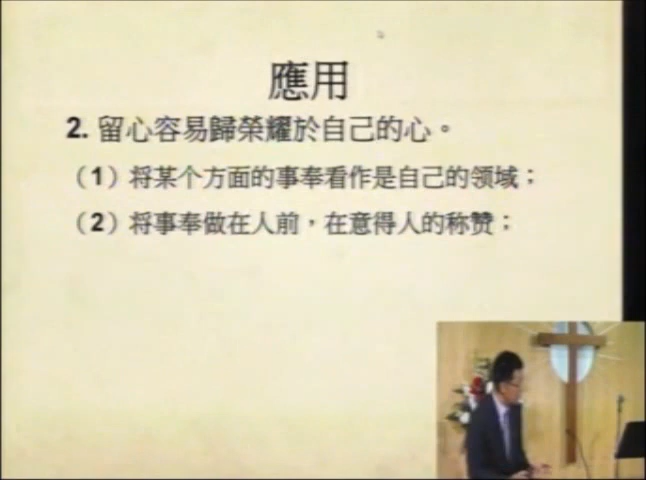 應用
2. 留心容易歸榮耀於自己的心。
（1）将某个方面的事奉看作是自己的领域；
（2）将事奉做在人前，在意得人的称赞；